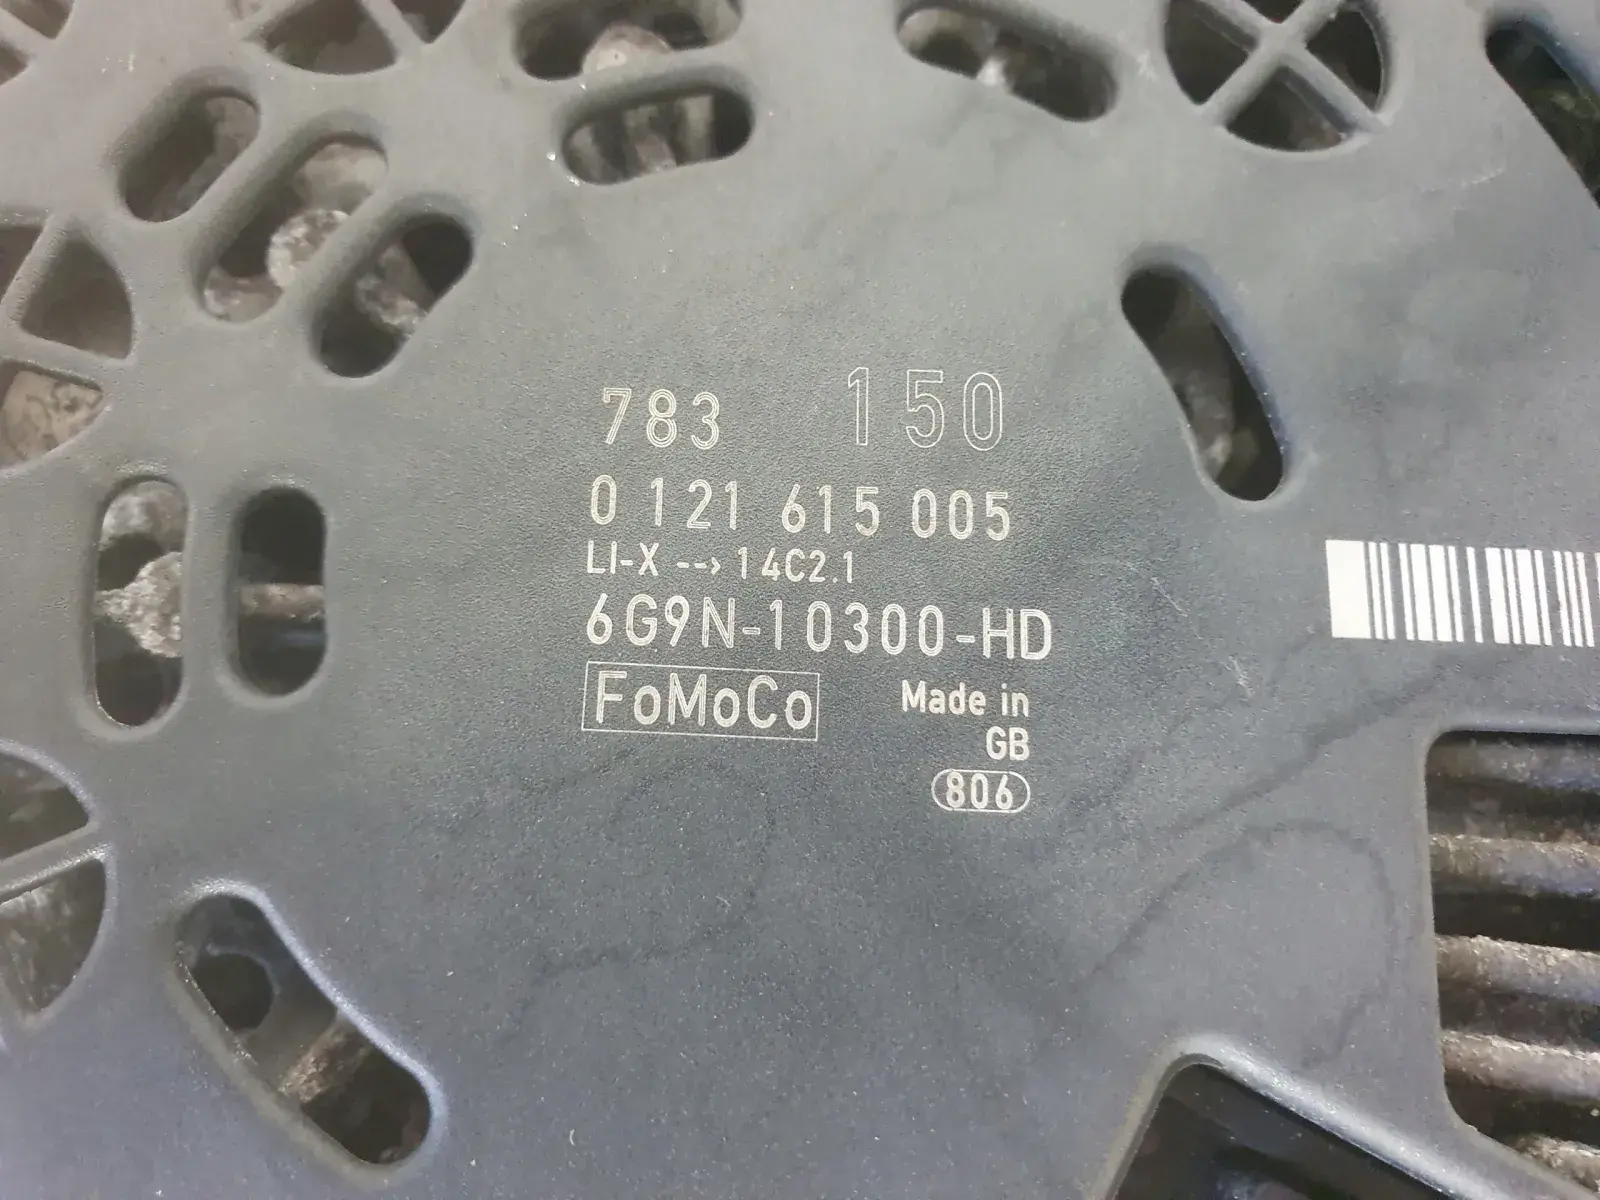 783 150
0 121 615 005
LI-X --> 14C2.1
6G9N-10300-HD
FoMoCo
Made in
GB
806